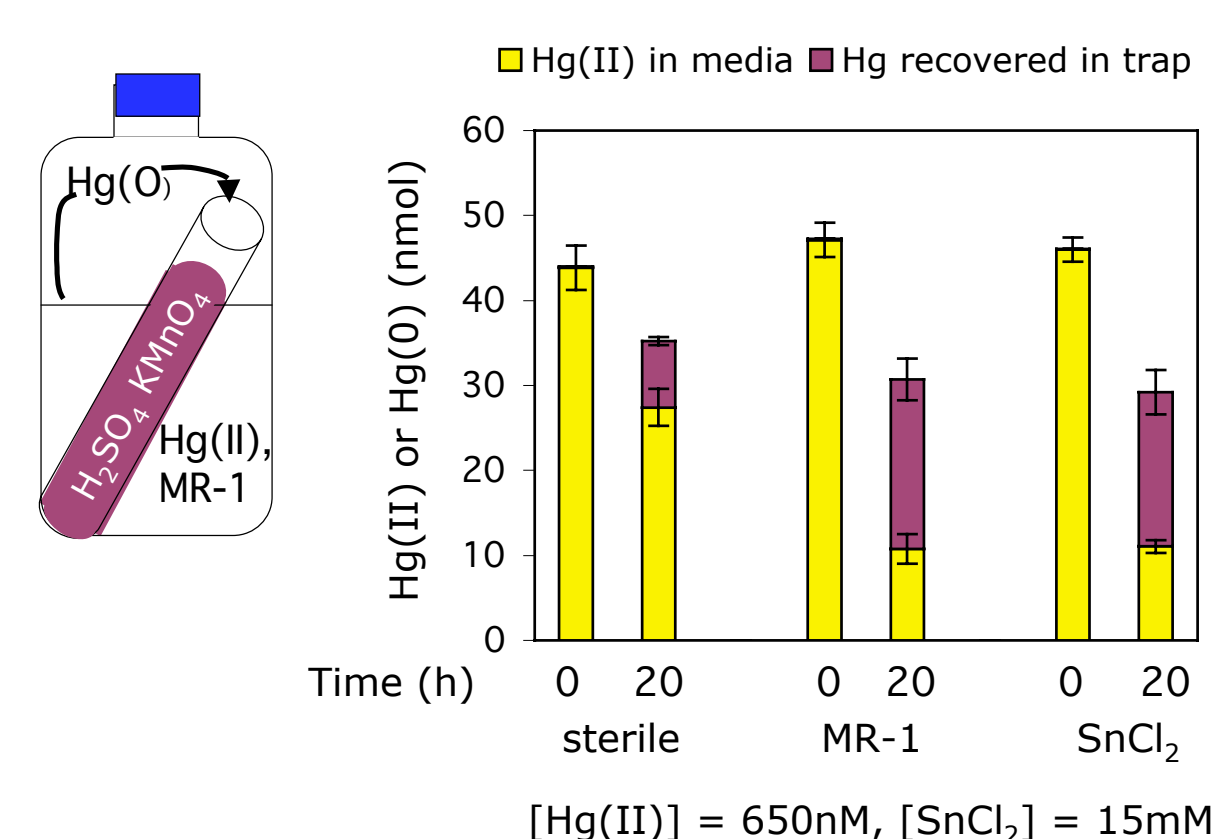 Hg(II) in media Hg recovered in trap
Hg(O)
H₂SO₄ KMnO₄
Hg(II),
MR-1
Hg(II) or Hg(0) (nmol)
60
50
40
30
20
10
0
Time (h) 0 20 0 20 0 20
sterile MR-1 SnCl₂
[Hg(II)] = 650nM, [SnCl₂] = 15mM